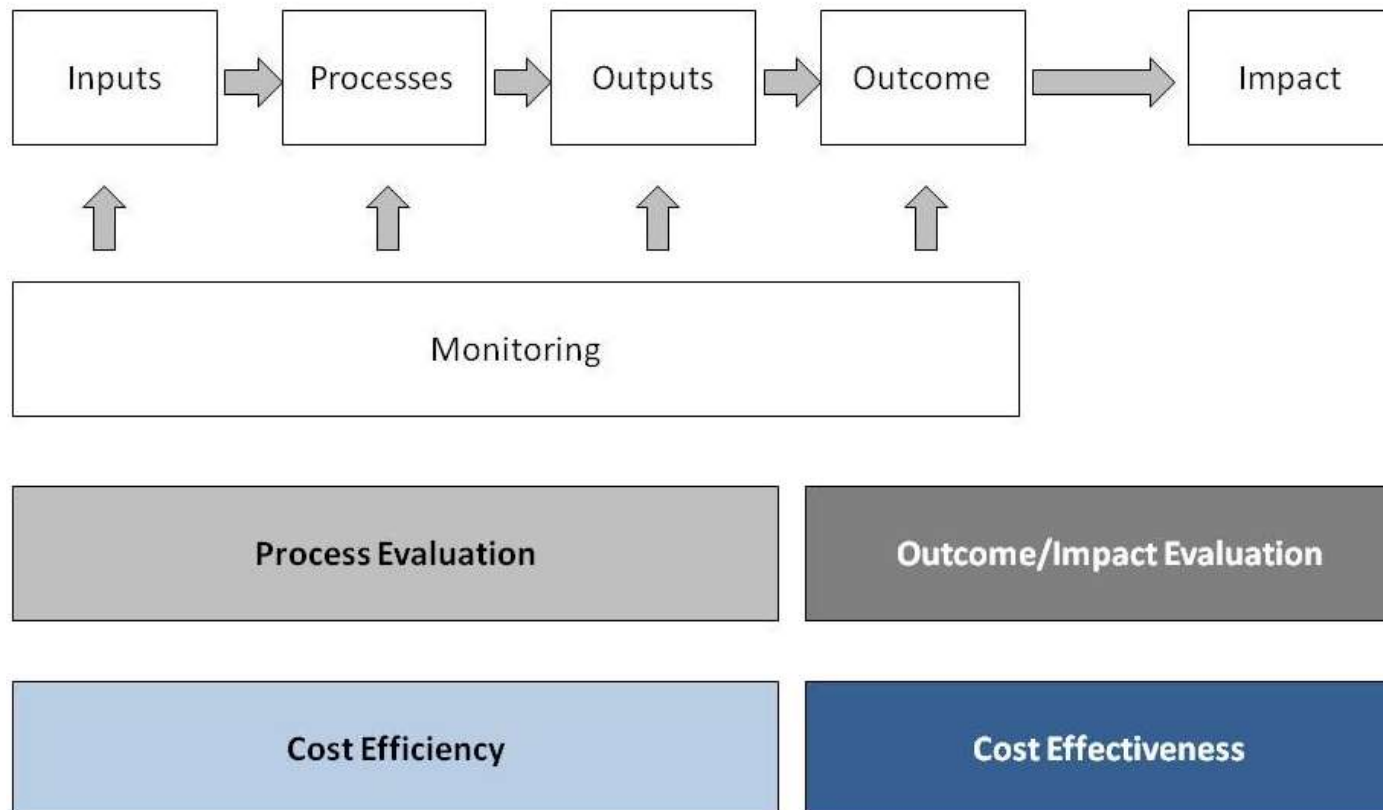 Inputs
Processes
Outputs
Outcome
Impact
Monitoring
Process Evaluation
Outcome/Impact Evaluation
Cost Efficiency
Cost Effectiveness